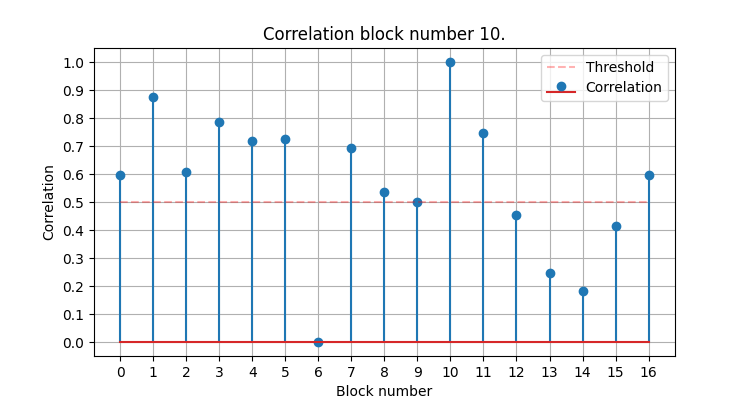 Correlation block number 10.
Threshold
Correlation
Correlation
1.0
0.9
0.8
0.7
0.6
0.5
0.4
0.3
0.2
0.1
0.0
0 1 2 3 4 5 6 7 8 9 10 11 12 13 14 15 16
Block number